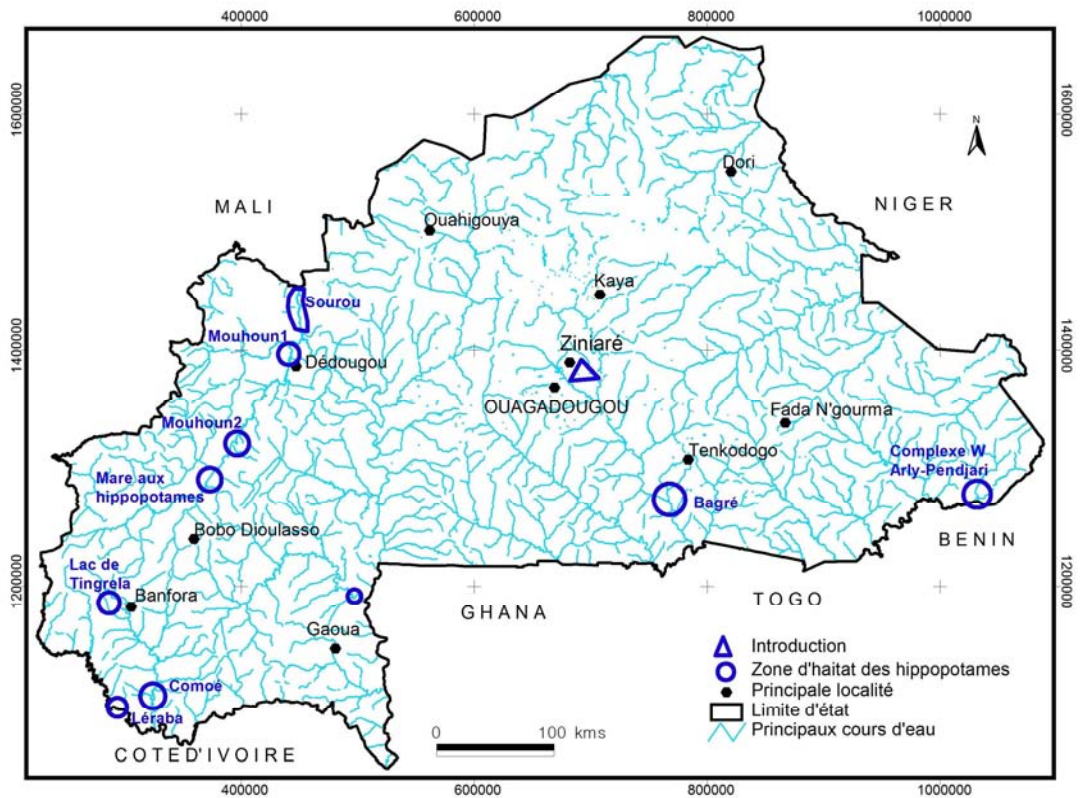 400000
600000
800000
1000000
1600000
1600000
N
Dori
MALI
NIGER
Ouahigouya
Kaya
Sourou
Mouhoun1
1400000
1400000
Ziniaré
Dédougou
OUAGADOUGOU
Fada N'gourma
Mouhoun2
Tenkodogo
Complexe W
Arly-Pendjari
Mare aux
hippopotames
Bagré
Bobo Dioulasso
BENIN
Lac de
Tingrela
1200000
1200000
Banfora
GHANA
TOGO
Gaoua
Introduction
Zone d'haitat des hippopotames
Comoé
Principale localité
Léraba
Limite d'état
Principaux cours d'eau
0
100 kms
COTED'IVOIRE
400000
600000
800000
1000000